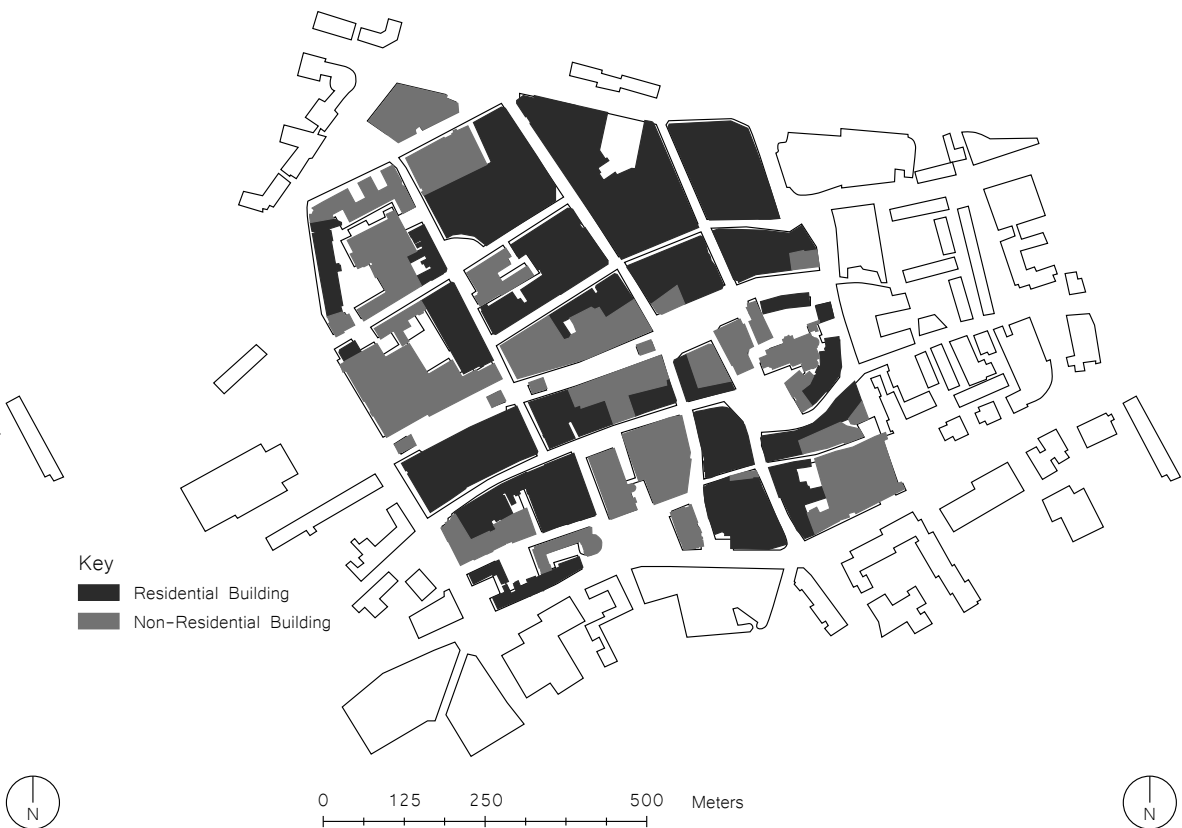 Key
Residential Building
Non-Residential Building
N
0 125 250 500 Meters
N